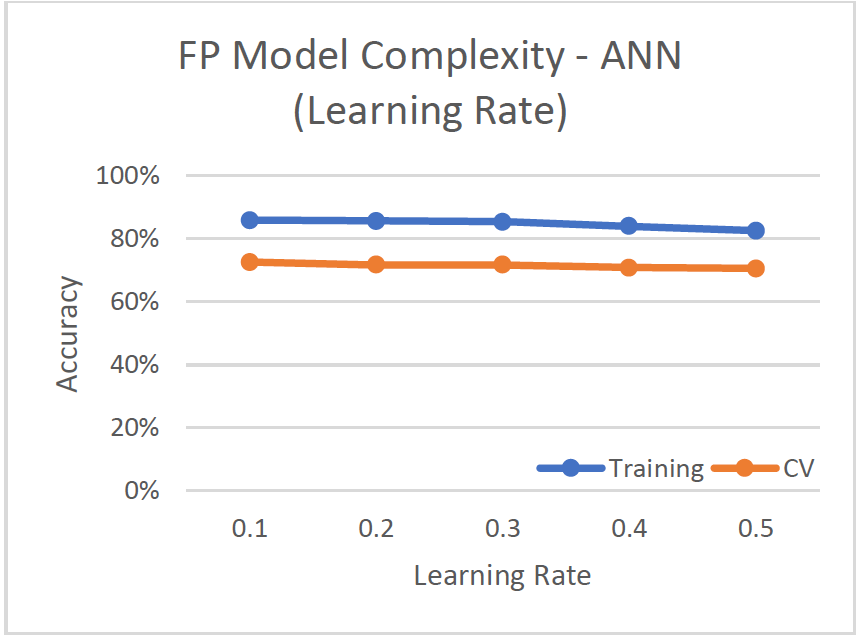 FP Model Complexity - ANN
(Learning Rate)
100%
80%
60%
40%
20%
0%
Accuracy
Training CV
0.1 0.2 0.3 0.4 0.5
Learning Rate